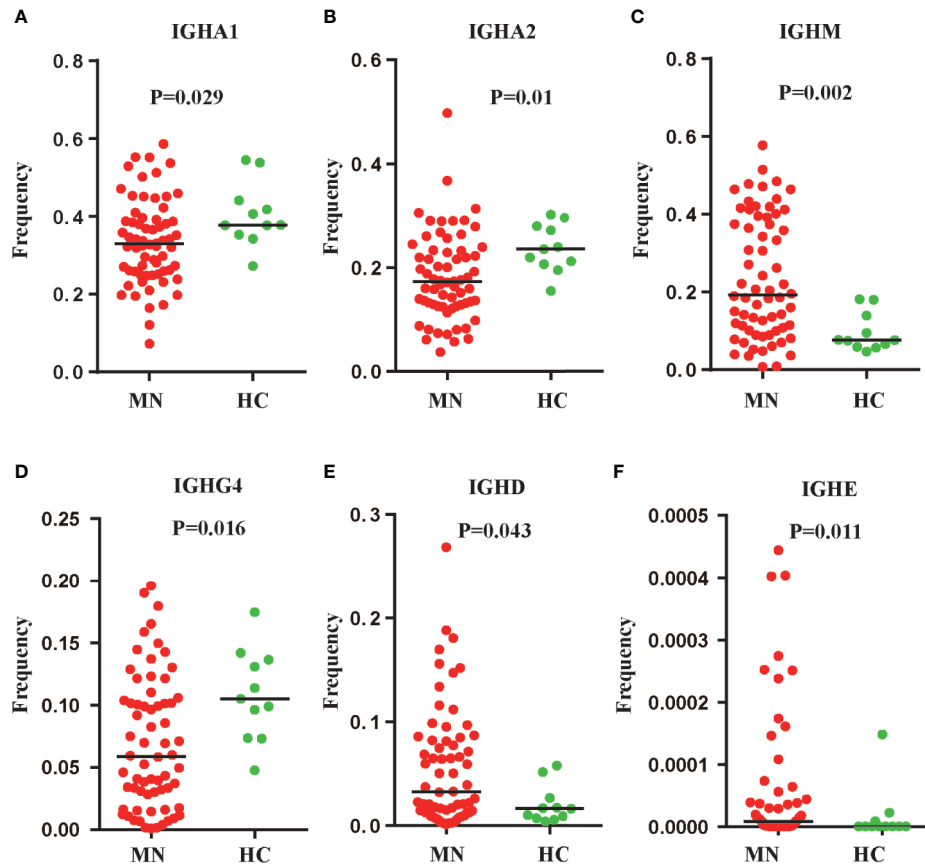 A
IGHA1
P=0.029
Frequency
0.8
0.6
0.4
0.2
0.0
MN HC
B
IGHA2
P=0.01
Frequency
0.6
0.4
0.2
0.0
MN HC
C
IGHM
P=0.002
Frequency
0.8
0.6
0.4
0.2
0.0
MN HC
D
IGHG4
P=0.016
Frequency
0.25
0.20
0.15
0.10
0.05
0.00
MN HC
E
IGHD
P=0.043
Frequency
0.3
0.2
0.1
0.0
MN HC
F
IGHE
P=0.011
Frequency
0.0005
0.0004
0.0003
0.0002
0.0001
0.0000
MN HC